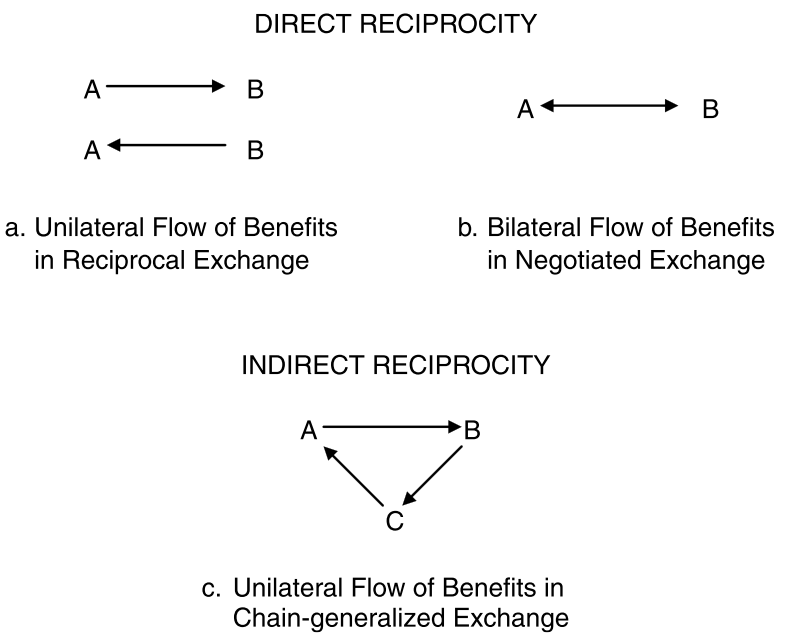 DIRECT RECIPROCITY
A B
A B
a. Unilateral Flow of Benefits
in Reciprocal Exchange
A B
b. Bilateral Flow of Benefits
in Negotiated Exchange
INDIRECT RECIPROCITY
A B
C
c. Unilateral Flow of Benefits in
Chain-generalized Exchange